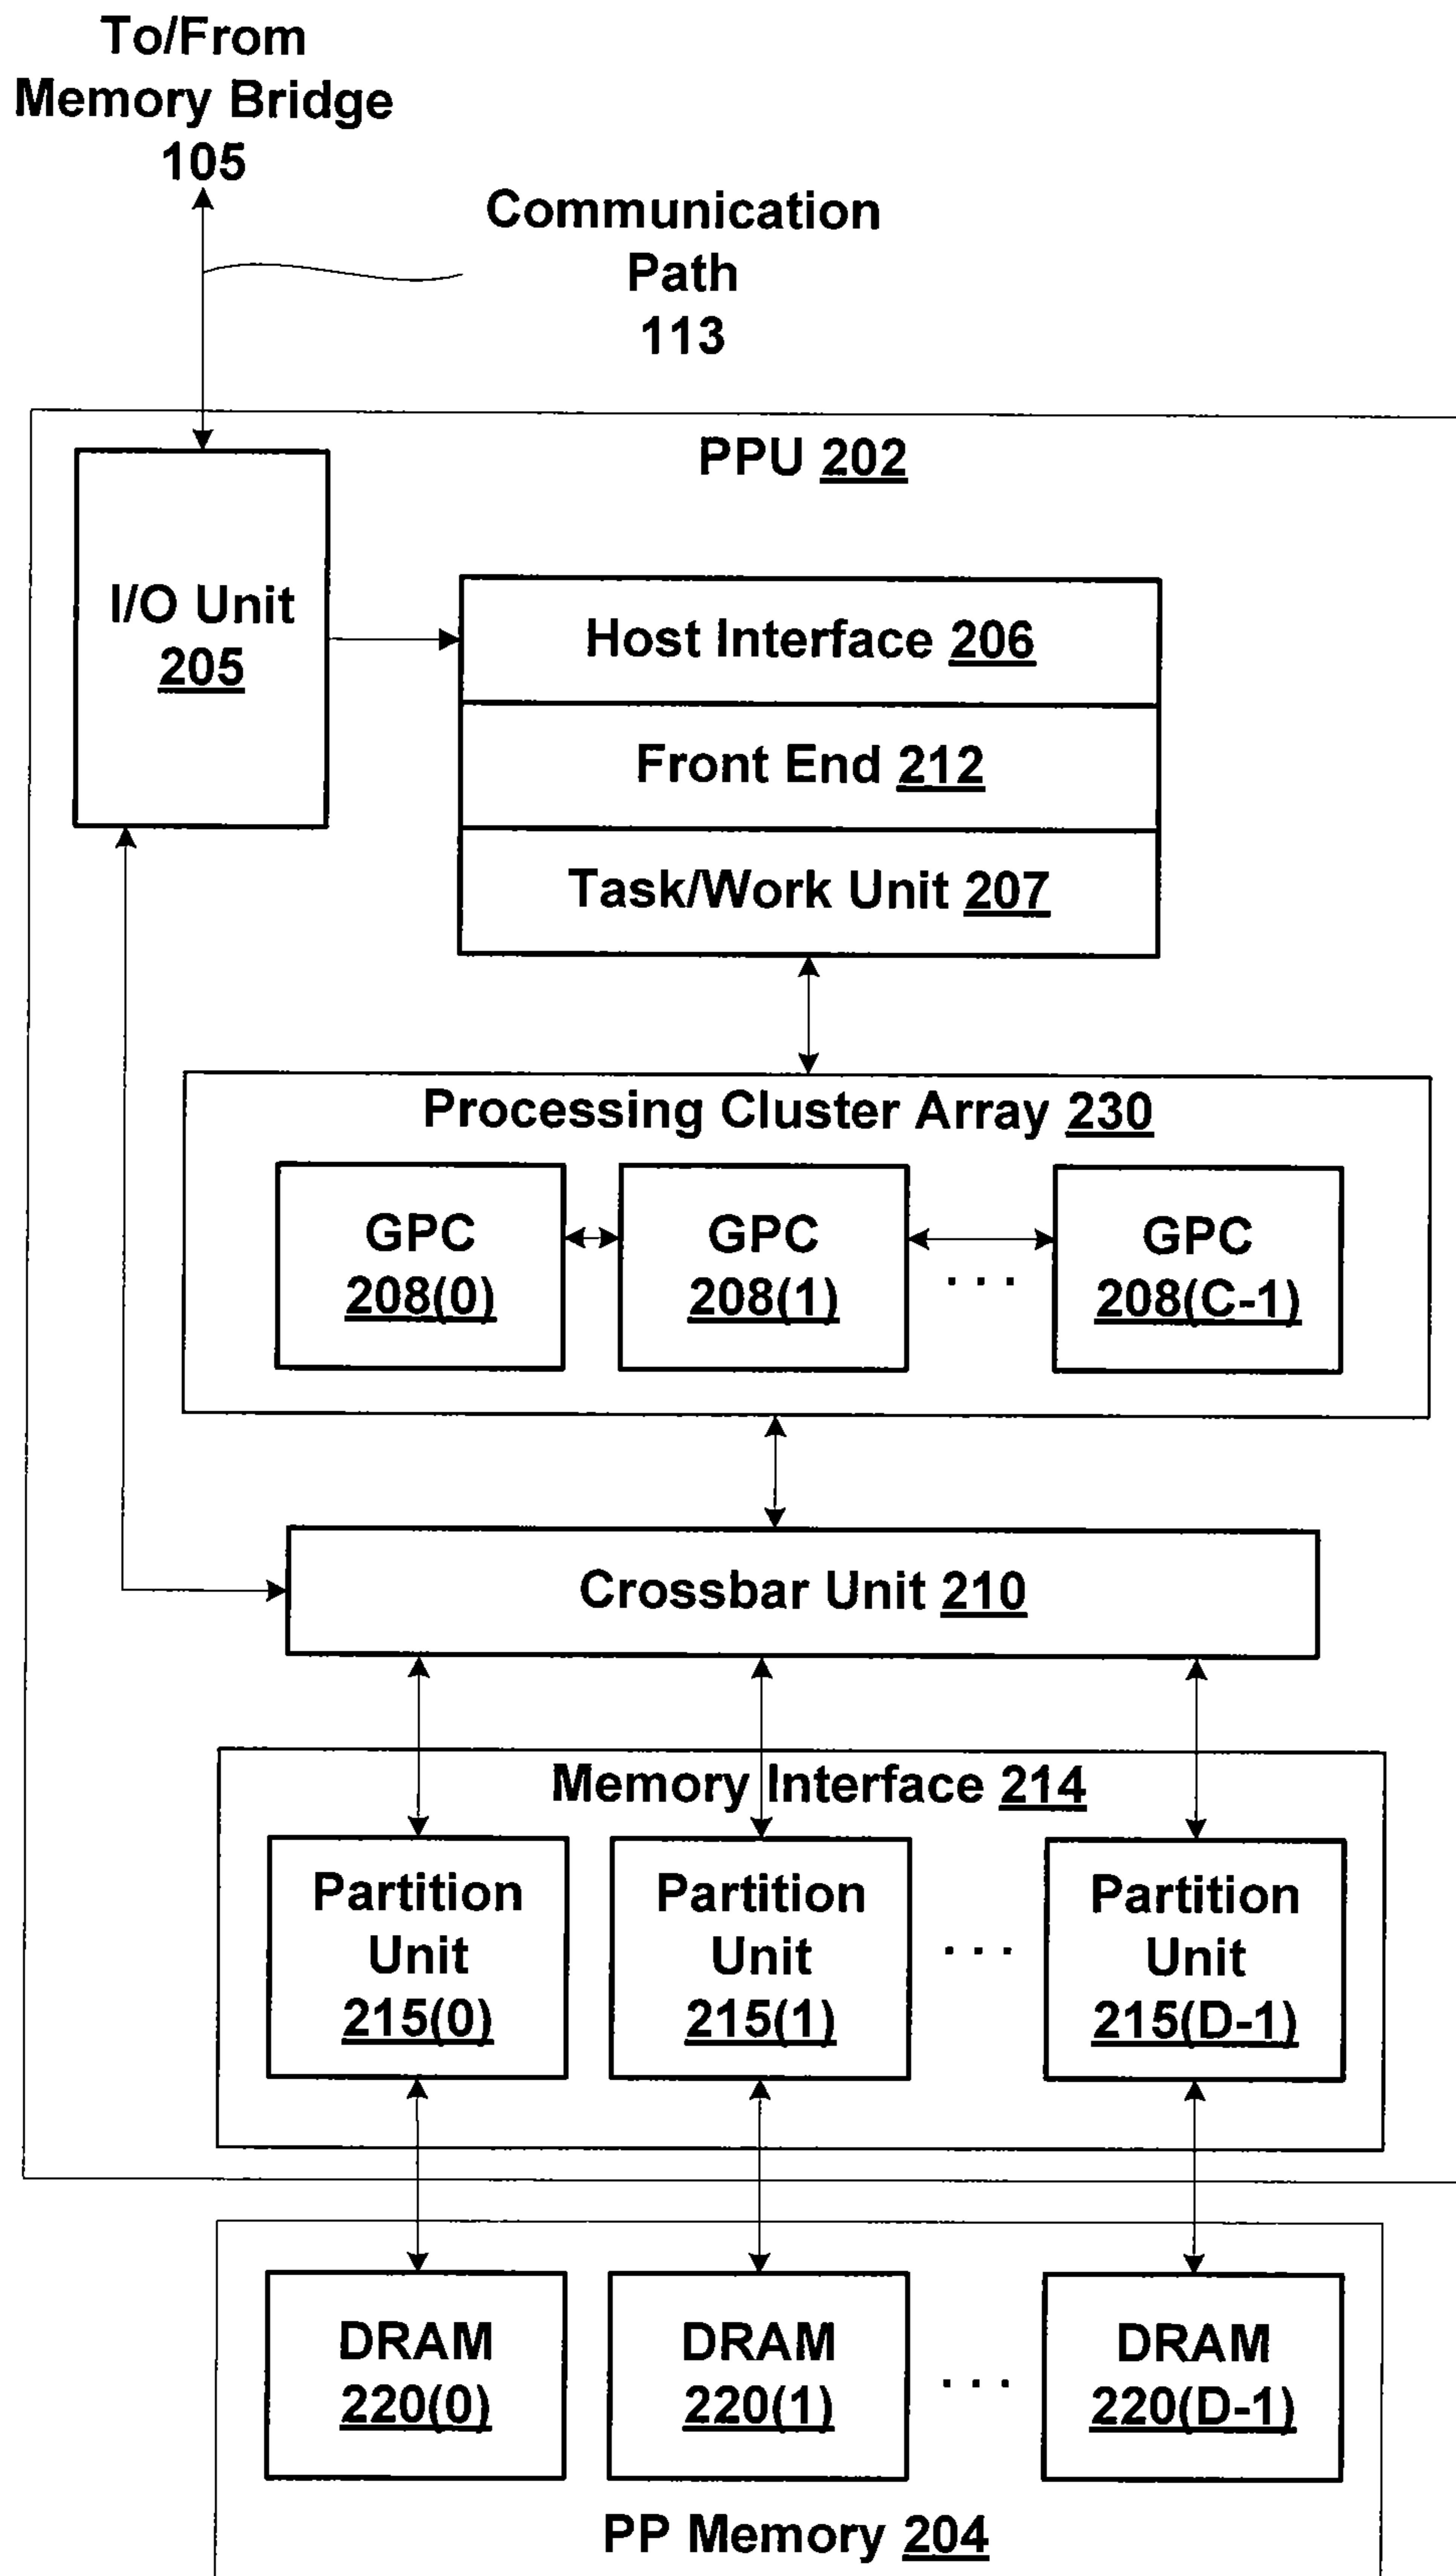 To/From
Memory Bridge
105
Communication
Path
113
PPU 202
I/O Unit
205
Host Interface 206
Front End 212
Task/Work Unit 207
Processing Cluster Array 230
GPC
208(0)
GPC
208(1)
. . .
GPC
208(C-1)
Crossbar Unit 210
Memory Interface 214
Partition
Unit
215(0)
Partition
Unit
215(1)
. . .
Partition
Unit
215(D-1)
DRAM
220(0)
DRAM
220(1)
. . .
DRAM
220(D-1)
PP Memory 204